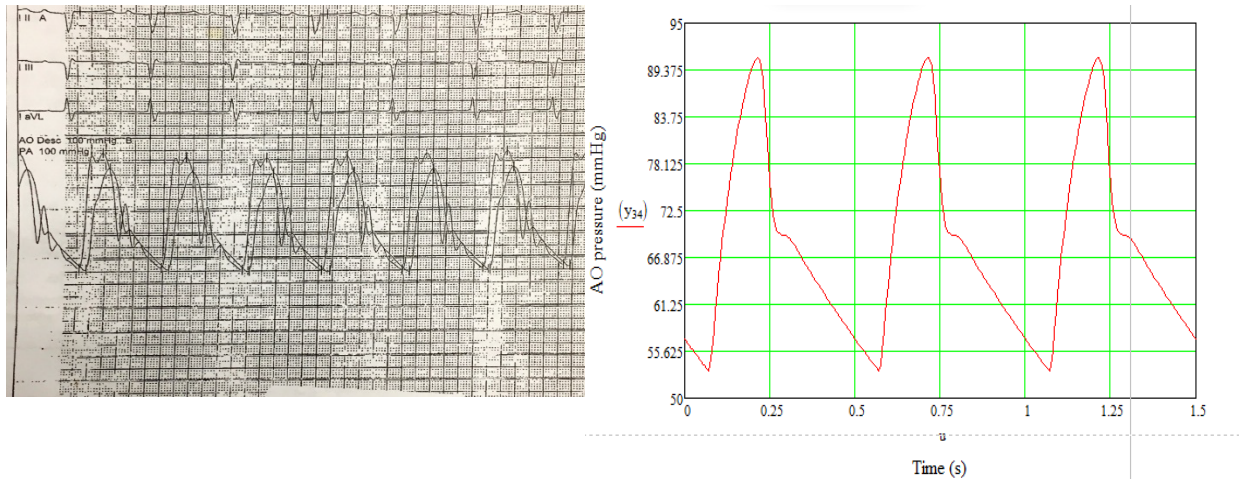 I II A
I III
I aVL
AO Desc 100 mmHg B
PA 100 mmHg
AO pressure (mmHg)
(y34)
95
89.375
83.75
78.125
72.5
66.875
61.25
55.625
50
0
0.25
0.5
0.75
1
1.25
1.5
u
Time (s)